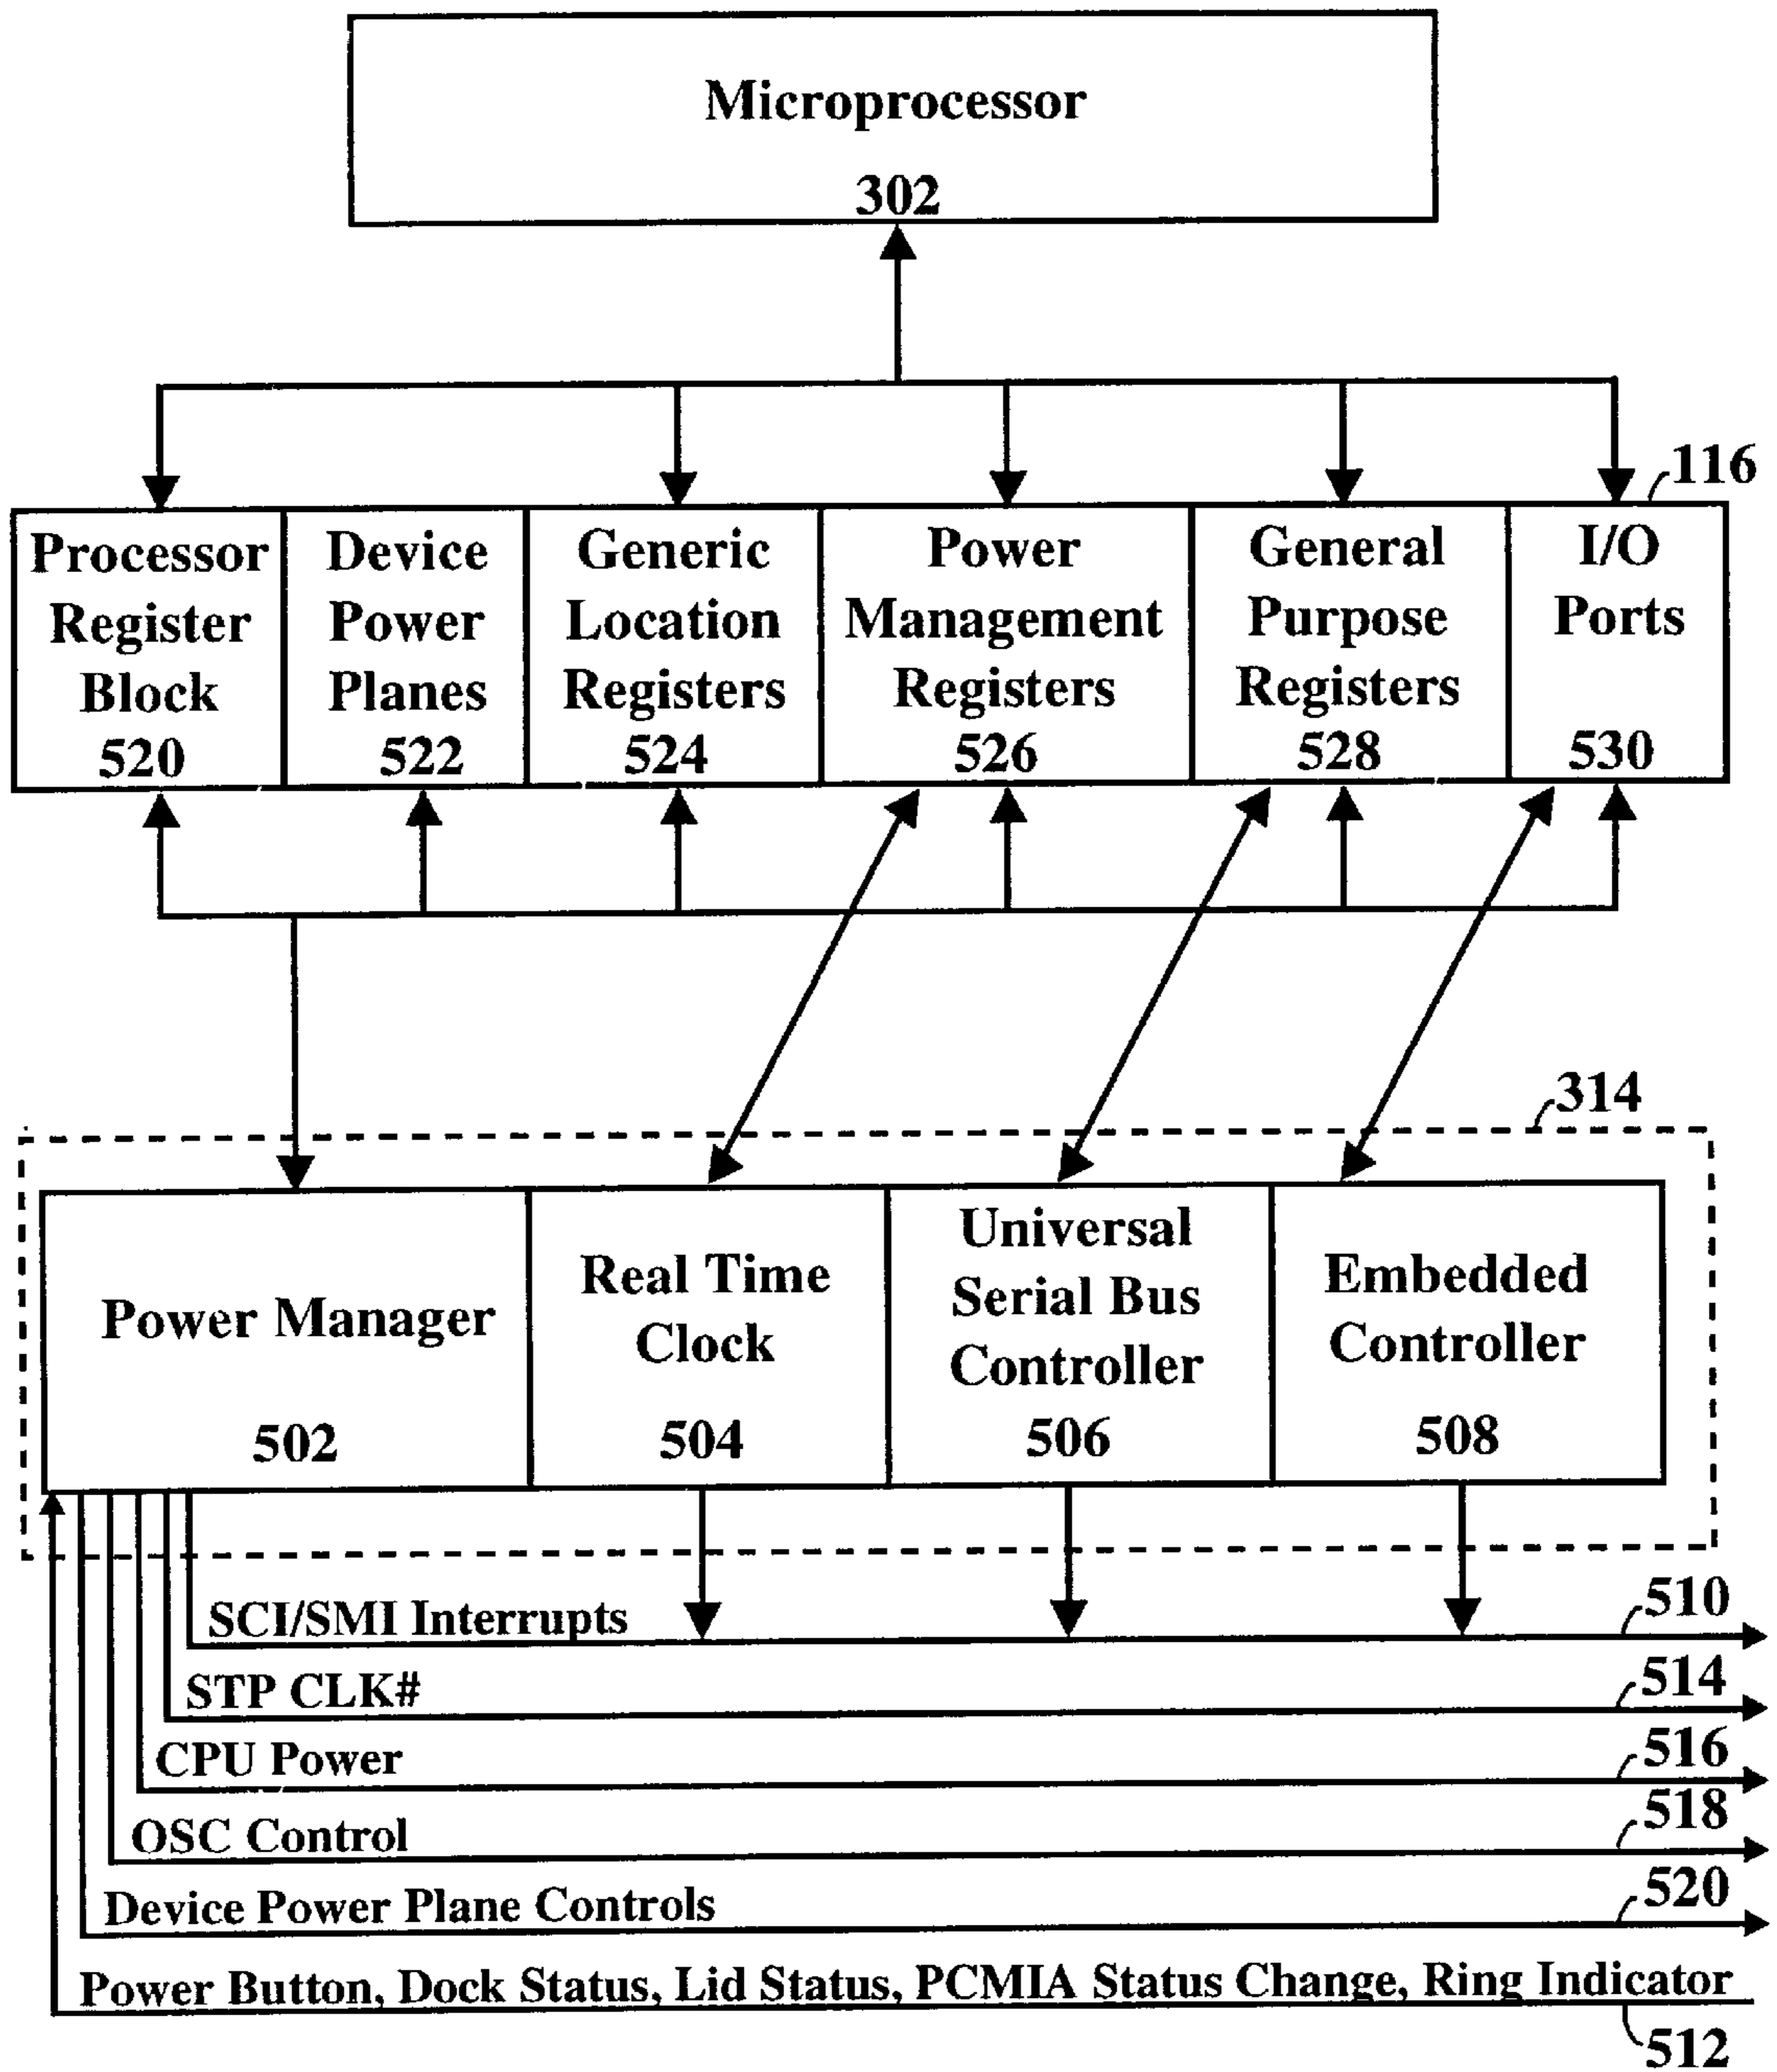 Microprocessor
302
116
Processor
Register
Block
520
Device
Power
Planes
522
Generic
Location
Registers
524
Power
Management
Registers
526
General
Purpose
Registers
528
I/O
Ports
530
314
Power Manager
502
Real Time
Clock
504
Universal
Serial Bus
Controller
506
Embedded
Controller
508
SCI/SMI Interrupts
510
STP CLK#
514
CPU Power
516
OSC Control
518
Device Power Plane Controls
520
Power Button, Dock Status, Lid Status, PCMIA Status Change, Ring Indicator
512